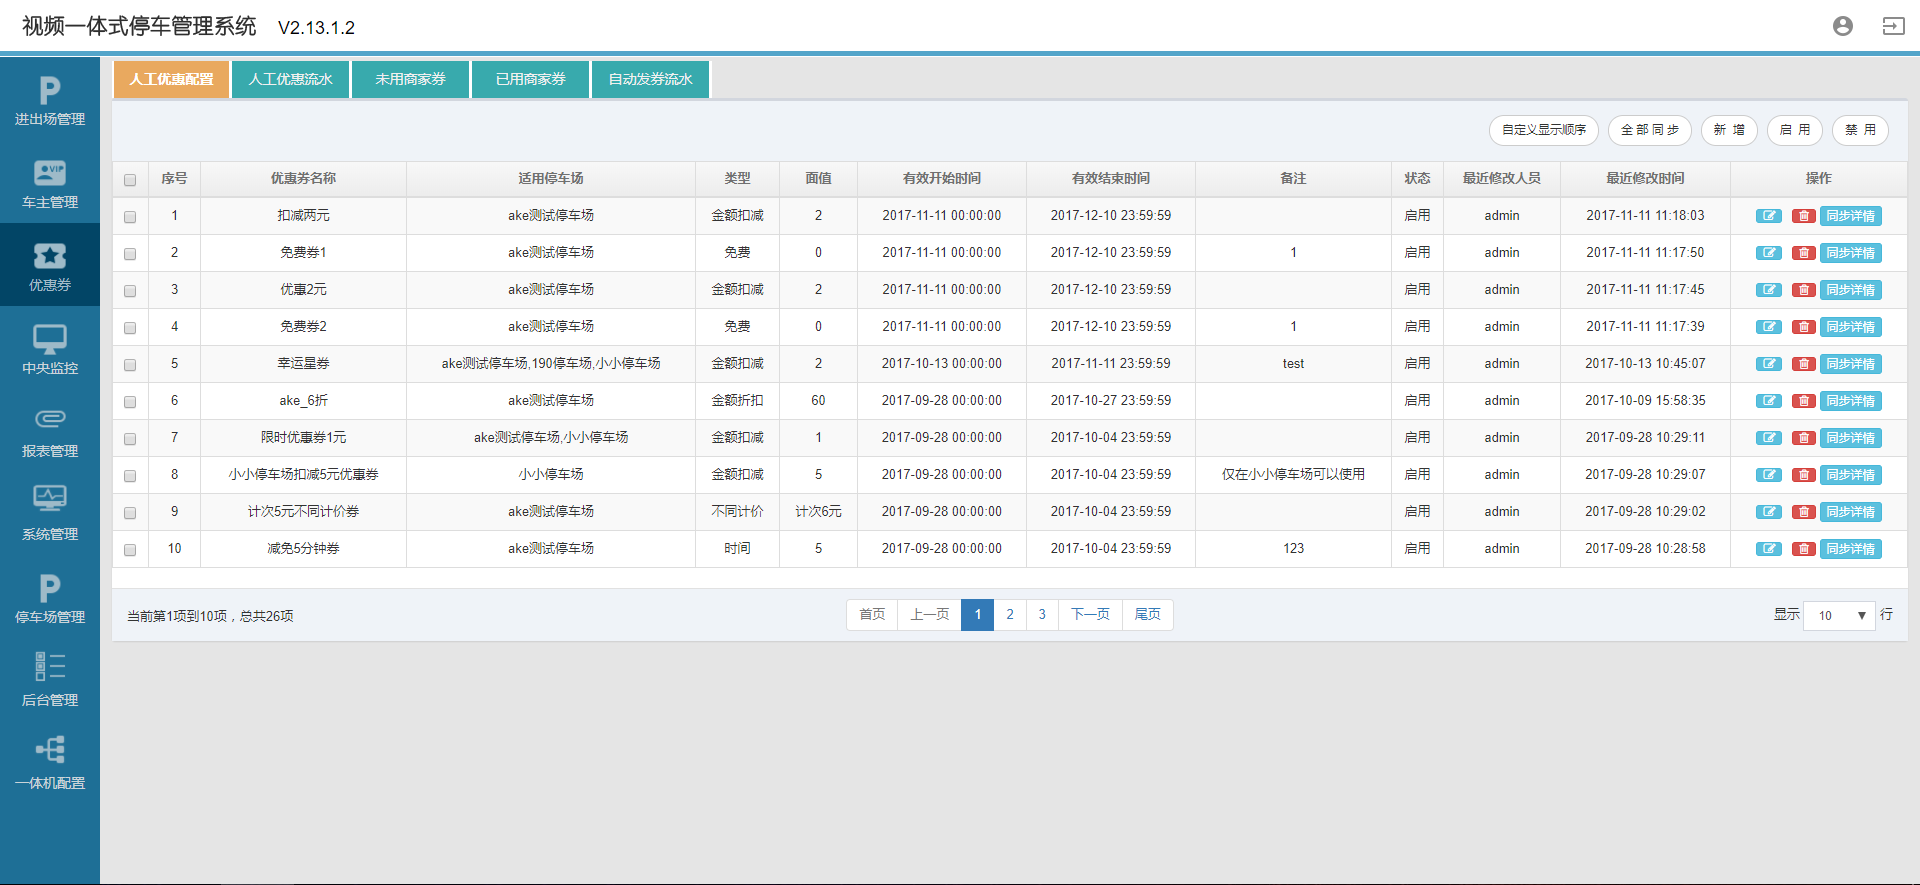 视频一体式停车管理系统 V2.13.1.2
进出场管理
VIP
车主管理
优惠券
中央监控
报表管理
系统管理
停车场管理
后台管理
一体机配置
人工优惠配置 人工优惠流水 未用商家券 已用商家券 自动发券流水
自定义显示顺序 全部同步 新增 启用 禁用
序号 优惠券名称 适用停车场 类型 面值 有效开始时间 有效结束时间 备注 状态 最近修改人员 最近修改时间 操作
1 扣减两元 ake测试停车场 金额扣减 2 2017-11-11 00:00:00 2017-12-10 23:59:59 启用 admin 2017-11-11 11:18:03 同步详情
2 免费券1 ake测试停车场 免费 0 2017-11-11 00:00:00 2017-12-10 23:59:59 1 启用 admin 2017-11-11 11:17:50 同步详情
3 优惠2元 ake测试停车场 金额扣减 2 2017-11-11 00:00:00 2017-12-10 23:59:59 启用 admin 2017-11-11 11:17:45 同步详情
4 免费券2 ake测试停车场 免费 0 2017-11-11 00:00:00 2017-12-10 23:59:59 1 启用 admin 2017-11-11 11:17:39 同步详情
5 幸运星券 ake测试停车场,190停车场,小小停车场 金额扣减 2 2017-10-13 00:00:00 2017-11-11 23:59:59 test 启用 admin 2017-10-13 10:45:07 同步详情
6 ake_6折 ake测试停车场 金额折扣 60 2017-09-28 00:00:00 2017-10-27 23:59:59 启用 admin 2017-10-09 15:58:35 同步详情
7 限时优惠券1元 ake测试停车场,小小停车场 金额扣减 1 2017-09-28 00:00:00 2017-10-04 23:59:59 启用 admin 2017-09-28 10:29:11 同步详情
8 小小停车场扣减5元优惠券 小小停车场 金额扣减 5 2017-09-28 00:00:00 2017-10-04 23:59:59 仅在小小停车场可以使用 启用 admin 2017-09-28 10:29:07 同步详情
9 计次5元不同计价券 ake测试停车场 不同计价 计次6元 2017-09-28 00:00:00 2017-10-04 23:59:59 启用 admin 2017-09-28 10:29:02 同步详情
10 减免5分钟券 ake测试停车场 时间 5 2017-09-28 00:00:00 2017-10-04 23:59:59 123 启用 admin 2017-09-28 10:28:58 同步详情
当前第1项到10项，总共26项 首页 上一页 1 2 3 下一页 尾页 显示 10 行